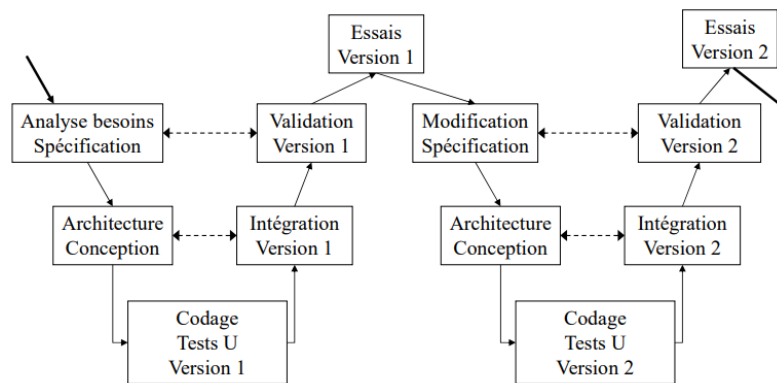 Essais
Version 1
Essais
Version 2
Analyse besoins
Spécification
Validation
Version 1
Modification
Spécification
Validation
Version 2
Architecture
Conception
Intégration
Version 1
Architecture
Conception
Intégration
Version 2
Codage
Tests U
Version 1
Codage
Tests U
Version 2